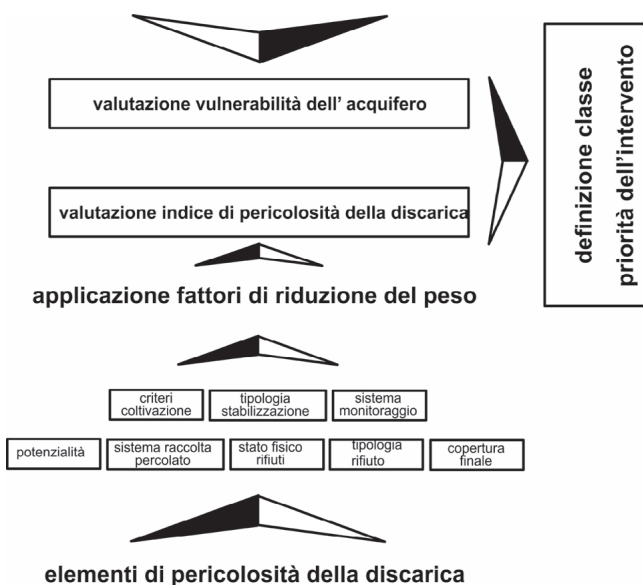 valutazione vulnerabilità dell' acquifero
valutazione indice di pericolosità della discarica
definizione classe
priorità dell'intervento
applicazione fattori di riduzione del peso
criteri
coltivazione
tipologia
stabilizzazione
sistema
monitoraggio
potenzialità
sistema raccolta
percolato
stato fisico
rifiuti
tipologia
rifiuto
copertura
finale
elementi di pericolosità della discarica